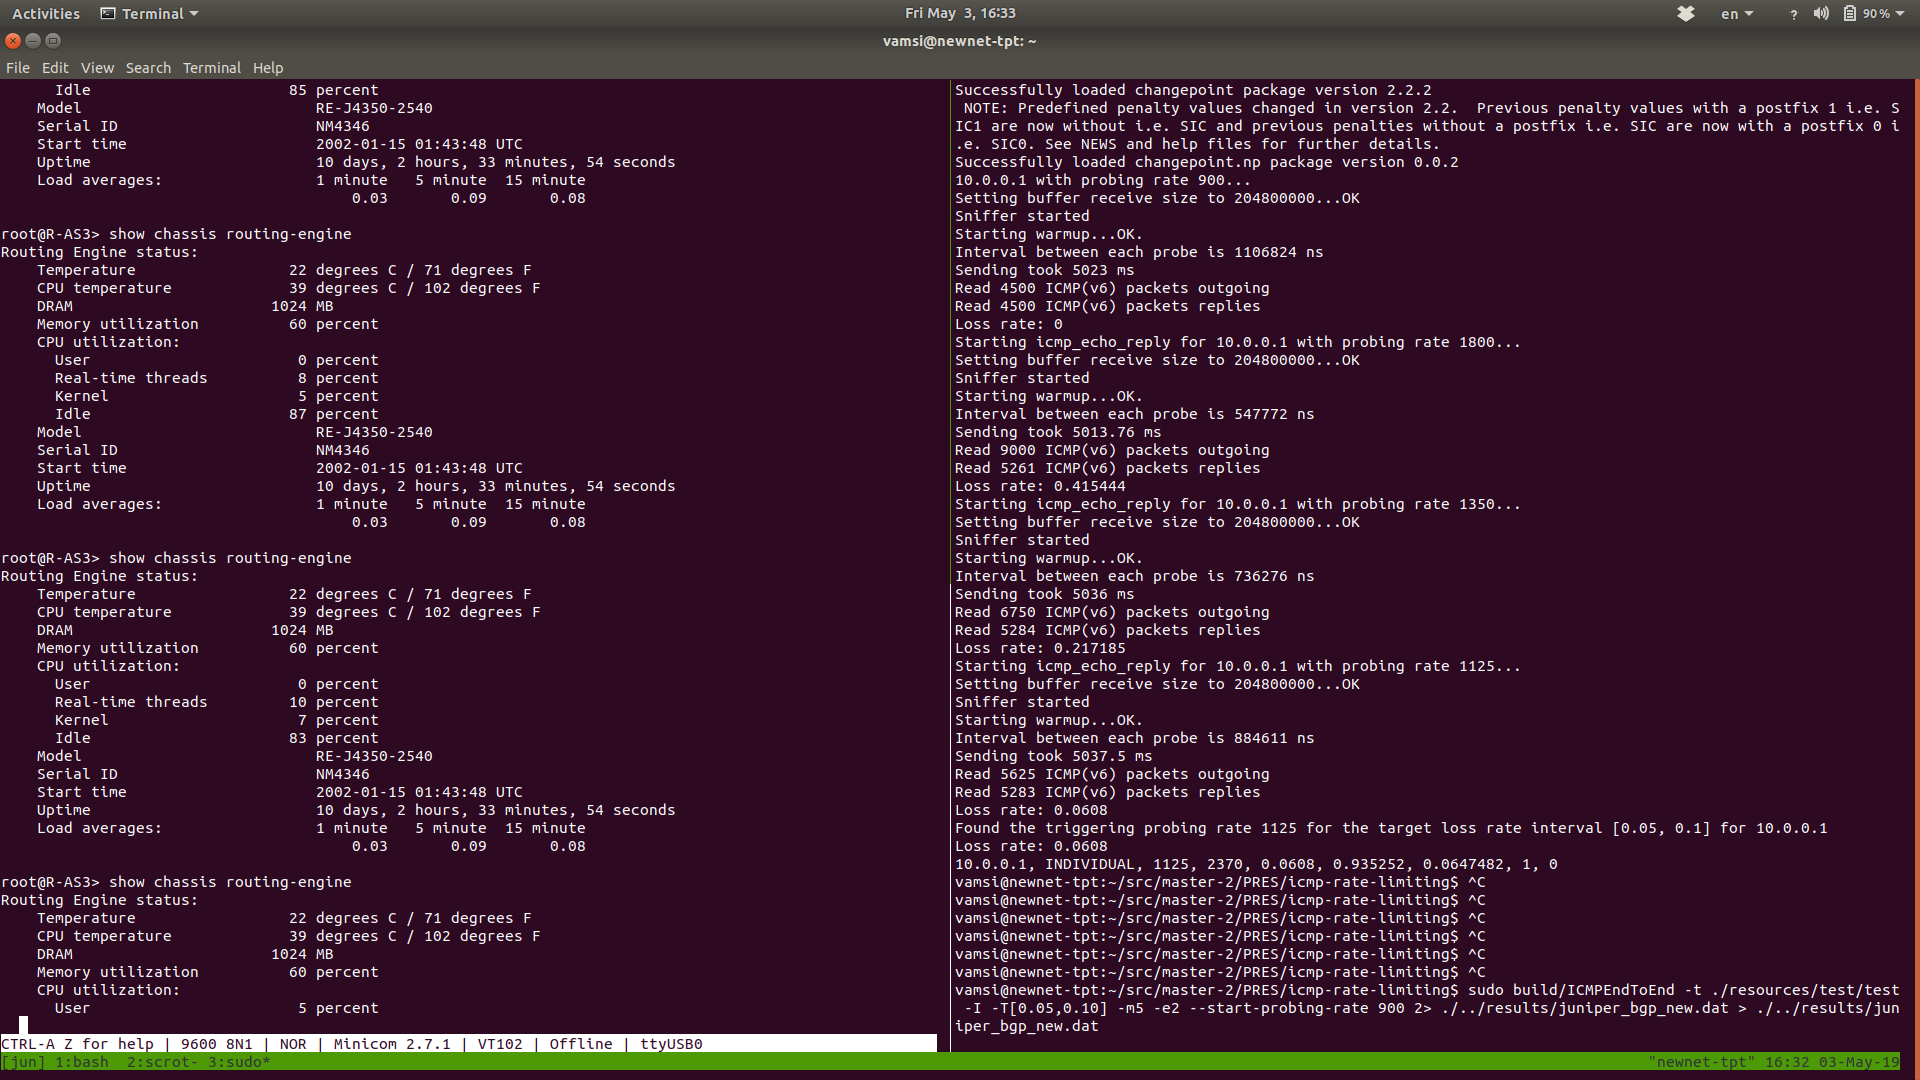 Activities Terminal Fri May 3, 16:33 en ? 90 %
vamsi@newnet-tpt: ~
File Edit View Search Terminal Help
Idle 85 percent
Model RE-J4350-2540
Serial ID NM4346
Start time 2002-01-15 01:43:48 UTC
Uptime 10 days, 2 hours, 33 minutes, 54 seconds
Load averages: 1 minute 5 minute 15 minute
0.03 0.09 0.08
root@R-AS3> show chassis routing-engine
Routing Engine status:
Temperature 22 degrees C / 71 degrees F
CPU temperature 39 degrees C / 102 degrees F
DRAM 1024 MB
Memory utilization 60 percent
CPU utilization:
User 0 percent
Real-time threads 8 percent
Kernel 5 percent
Idle 87 percent
Model RE-J4350-2540
Serial ID NM4346
Start time 2002-01-15 01:43:48 UTC
Uptime 10 days, 2 hours, 33 minutes, 54 seconds
Load averages: 1 minute 5 minute 15 minute
0.03 0.09 0.08
root@R-AS3> show chassis routing-engine
Routing Engine status:
Temperature 22 degrees C / 71 degrees F
CPU temperature 39 degrees C / 102 degrees F
DRAM 1024 MB
Memory utilization 60 percent
CPU utilization:
User 0 percent
Real-time threads 10 percent
Kernel 7 percent
Idle 83 percent
Model RE-J4350-2540
Serial ID NM4346
Start time 2002-01-15 01:43:48 UTC
Uptime 10 days, 2 hours, 33 minutes, 54 seconds
Load averages: 1 minute 5 minute 15 minute
0.03 0.09 0.08
root@R-AS3> show chassis routing-engine
Routing Engine status:
Temperature 22 degrees C / 71 degrees F
CPU temperature 39 degrees C / 102 degrees F
DRAM 1024 MB
Memory utilization 60 percent
CPU utilization:
User 5 percent
CTRL-A Z for help | 9600 8N1 | NOR | Minicom 2.7.1 | VT102 | Offline | ttyUSB0
Successfully loaded changepoint package version 2.2.2
NOTE: Predefined penalty values changed in version 2.2. Previous penalty values with a postfix 1 i.e. S
IC1 are now without i.e. SIC and previous penalties without a postfix i.e. SIC are now with a postfix 0 i
.e. SIC0. See NEWS and help files for further details.
Successfully loaded changepoint.np package version 0.0.2
10.0.0.1 with probing rate 900...
Setting buffer receive size to 204800000...OK
Sniffer started
Starting warmup...OK.
Interval between each probe is 1106824 ns
Sending took 5023 ms
Read 4500 ICMP(v6) packets outgoing
Read 4500 ICMP(v6) packets replies
Loss rate: 0
Starting icmp_echo_reply for 10.0.0.1 with probing rate 1800...
Setting buffer receive size to 204800000...OK
Sniffer started
Starting warmup...OK.
Interval between each probe is 547772 ns
Sending took 5013.76 ms
Read 9000 ICMP(v6) packets outgoing
Read 5261 ICMP(v6) packets replies
Loss rate: 0.415444
Starting icmp_echo_reply for 10.0.0.1 with probing rate 1350...
Setting buffer receive size to 204800000...OK
Sniffer started
Starting warmup...OK.
Interval between each probe is 736276 ns
Sending took 5036 ms
Read 6750 ICMP(v6) packets outgoing
Read 5284 ICMP(v6) packets replies
Loss rate: 0.217185
Starting icmp_echo_reply for 10.0.0.1 with probing rate 1125...
Setting buffer receive size to 204800000...OK
Sniffer started
Starting warmup...OK.
Interval between each probe is 884611 ns
Sending took 5037.5 ms
Read 5625 ICMP(v6) packets outgoing
Read 5283 ICMP(v6) packets replies
Loss rate: 0.0608
Found the triggering probing rate 1125 for the target loss rate interval [0.05, 0.1] for 10.0.0.1
Loss rate: 0.0608
10.0.0.1, INDIVIDUAL, 1125, 2370, 0.0608, 0.935252, 0.0647482, 1, 0
vamsi@newnet-tpt:~/src/master-2/PRES/icmp-rate-limiting$ ^C
vamsi@newnet-tpt:~/src/master-2/PRES/icmp-rate-limiting$ ^C
vamsi@newnet-tpt:~/src/master-2/PRES/icmp-rate-limiting$ ^C
vamsi@newnet-tpt:~/src/master-2/PRES/icmp-rate-limiting$ ^C
vamsi@newnet-tpt:~/src/master-2/PRES/icmp-rate-limiting$ ^C
vamsi@newnet-tpt:~/src/master-2/PRES/icmp-rate-limiting$ ^C
vamsi@newnet-tpt:~/src/master-2/PRES/icmp-rate-limiting$ sudo build/ICMPEndToEnd -t ./resources/test/test
-I -T[0.05,0.10] -m5 -e2 --start-probing-rate 900 2> ./../results/juniper_bgp_new.dat > ./../results/jun
iper_bgp_new.dat
[jun] 1:bash 2:scrot- 3:sudo* "newnet-tpt" 16:32 03-May-19